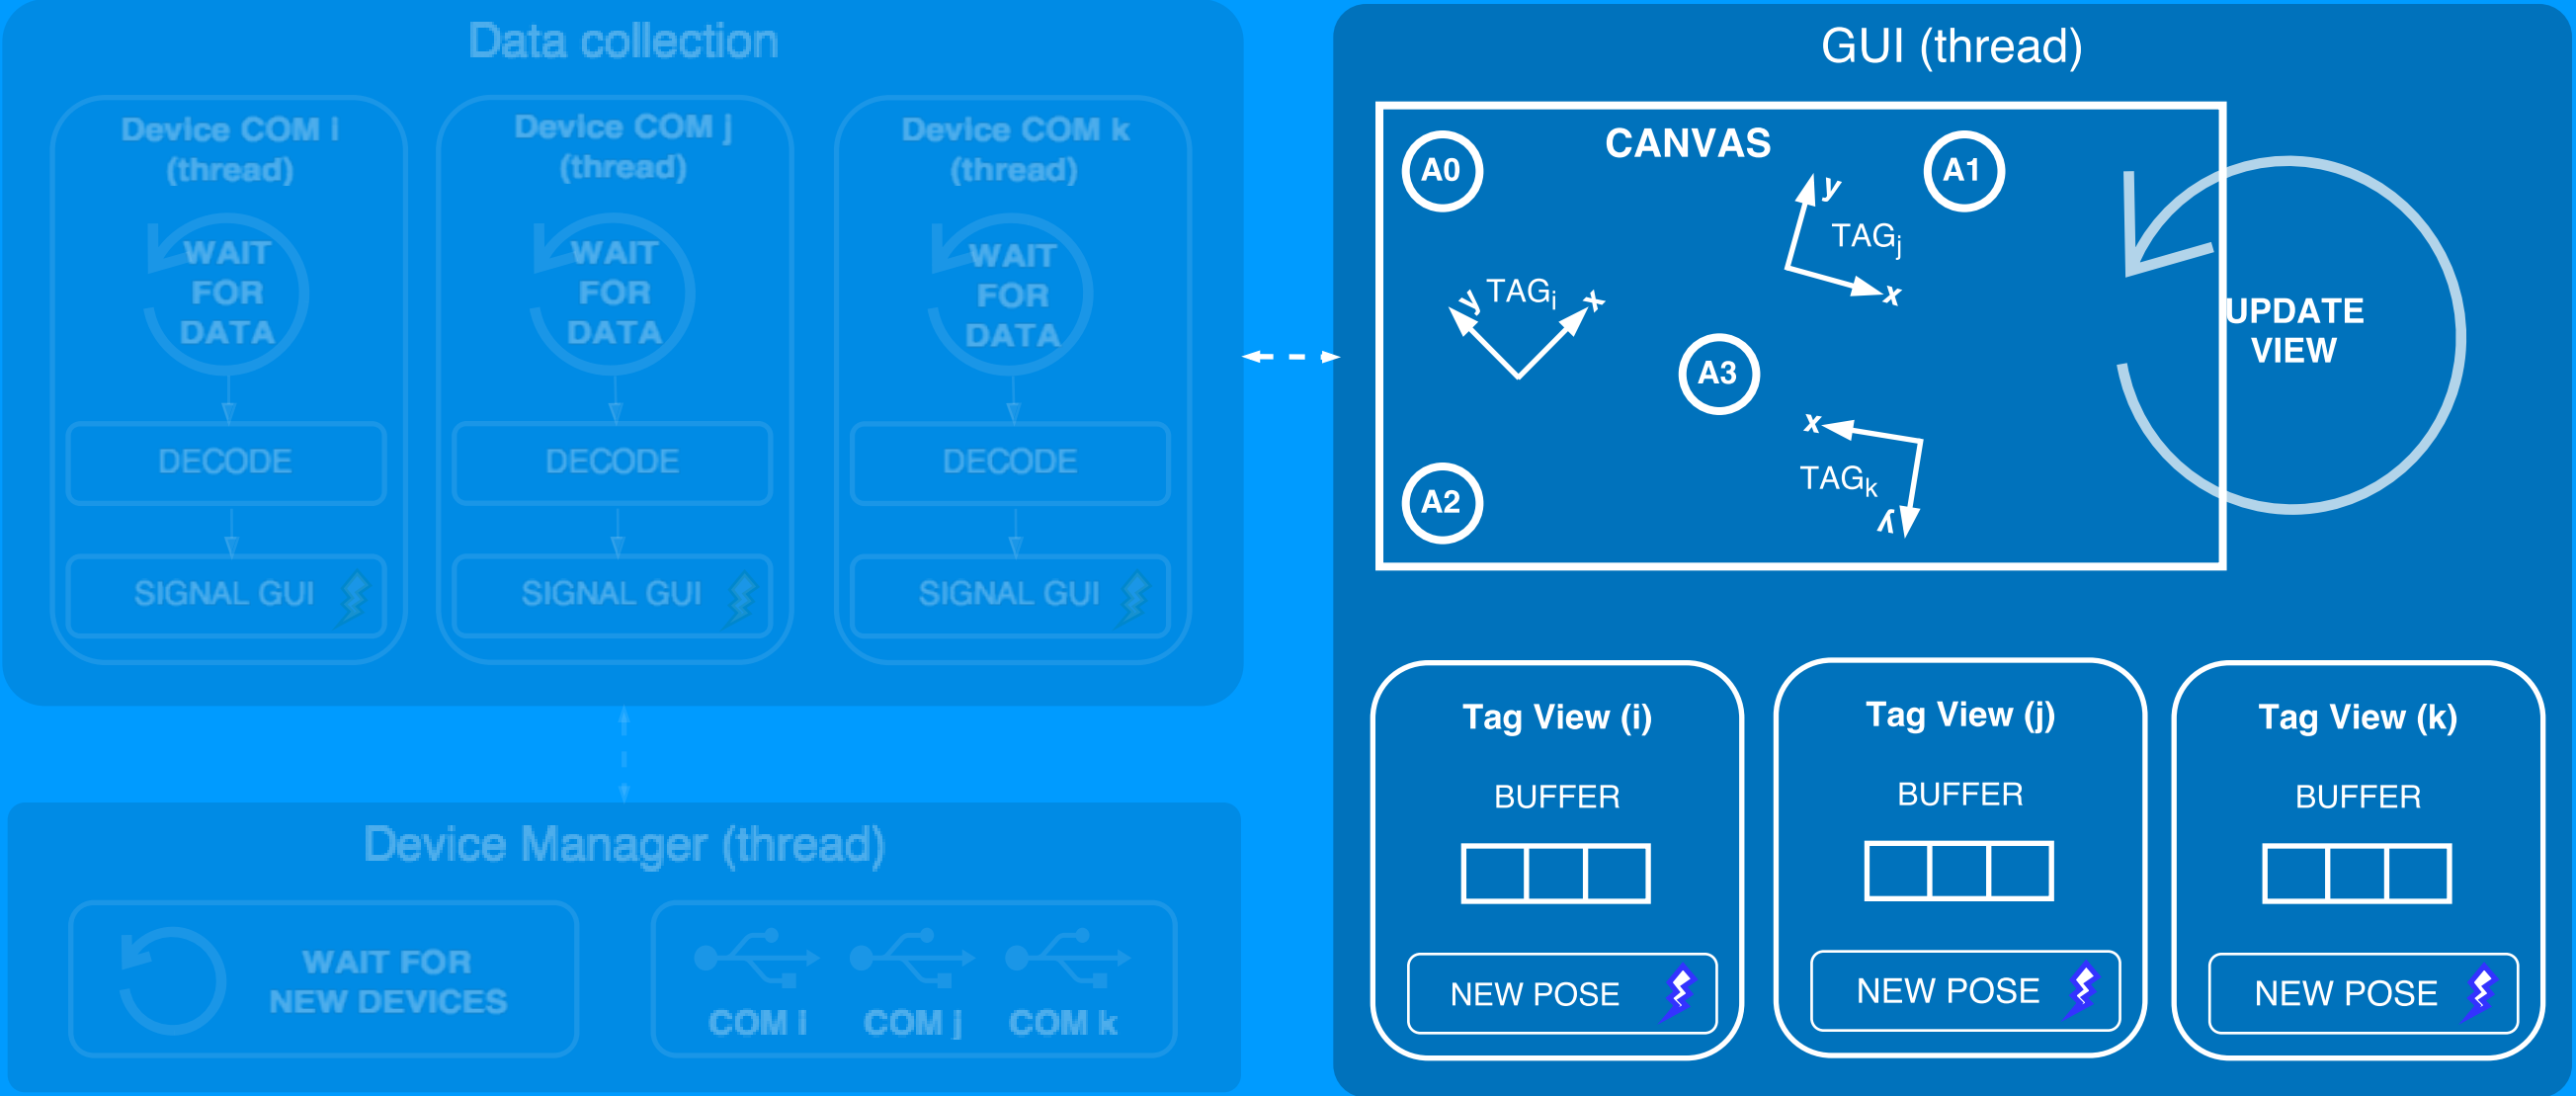 Data collection
Device COM i
(thread)
WAIT
FOR
DATA
DECODE
SIGNAL GUI
Device COM j
(thread)
WAIT
FOR
DATA
DECODE
SIGNAL GUI
Device COM k
(thread)
WAIT
FOR
DATA
DECODE
SIGNAL GUI
Device Manager (thread)
WAIT FOR
NEW DEVICES
COM i
COM j
COM k
GUI (thread)
CANVAS
A0
A1
y
TAGj
x
y
TAGi
x
A3
x
TAGk
y
A2
UPDATE
VIEW
Tag View (i)
BUFFER
NEW POSE
Tag View (j)
BUFFER
NEW POSE
Tag View (k)
BUFFER
NEW POSE